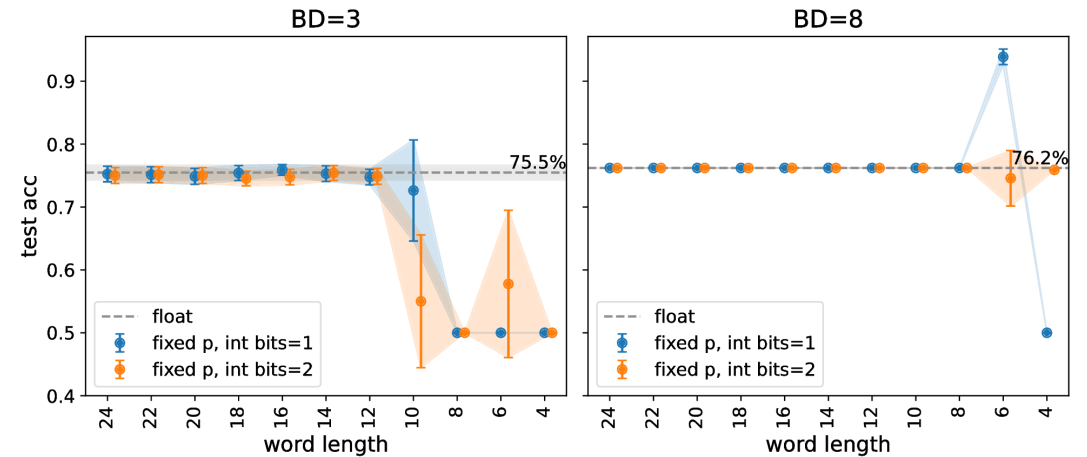 BD=3
test acc
0.9
0.8
0.7
0.6
0.5
0.4
75.5%
float
fixed p, int bits=1
fixed p, int bits=2
24 22 20 18 16 14 12 10 8 6 4
word length
BD=8
76.2%
float
fixed p, int bits=1
fixed p, int bits=2
24 22 20 18 16 14 12 10 8 6 4
word length